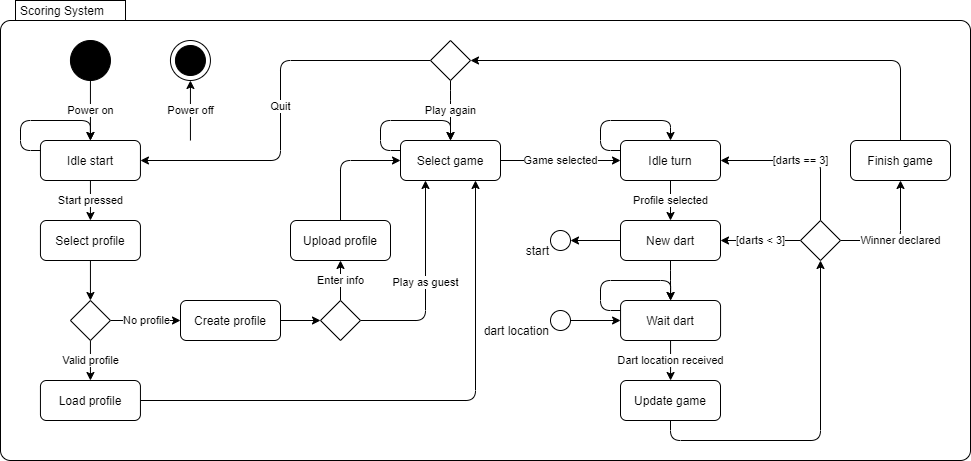 Scoring System
Power on
Power off
Quit
Play again
Idle start
Select game
Game selected
Idle turn
[darts == 3]
Finish game
Start pressed
Profile selected
Select profile
Upload profile
start
New dart
[darts < 3]
Winner declared
Enter info
Play as guest
No profile
Create profile
dart location
Wait dart
Valid profile
Dart location received
Load profile
Update game